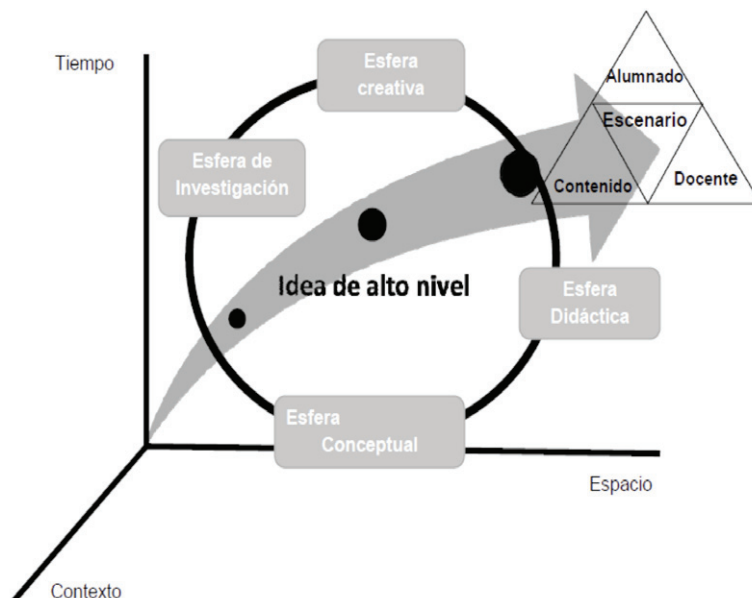 Tiempo
Esfera
creativa
Alumnado
Escenario
Esfera de
Investigación
Contenido
Docente
Idea de alto nivel
Esfera
Didáctica
Esfera
Conceptual
Espacio
Contexto